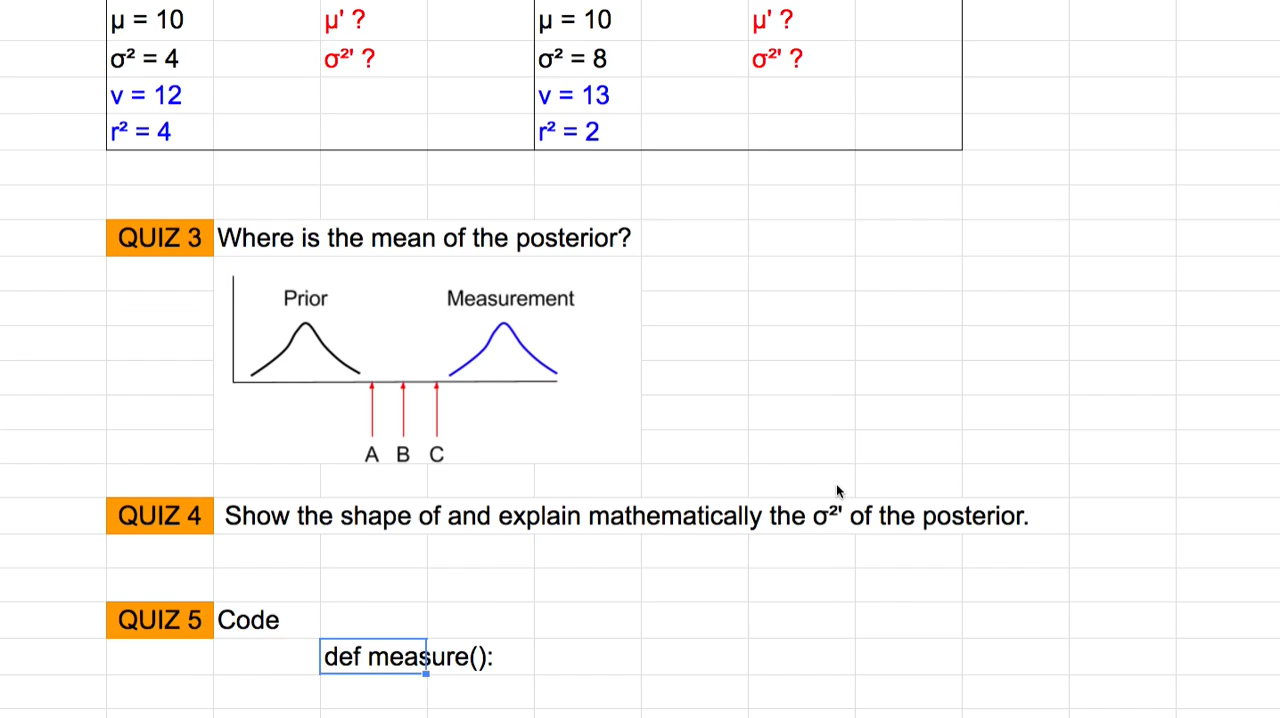 μ = 10 μ' ? μ = 10 μ' ?
σ² = 4 σ²' ? σ² = 8 σ²' ?
v = 12 v = 13
r² = 4 r² = 2
QUIZ 3 Where is the mean of the posterior?
Prior Measurement
A B C
QUIZ 4 Show the shape of and explain mathematically the σ²' of the posterior.
QUIZ 5 Code
def measure():